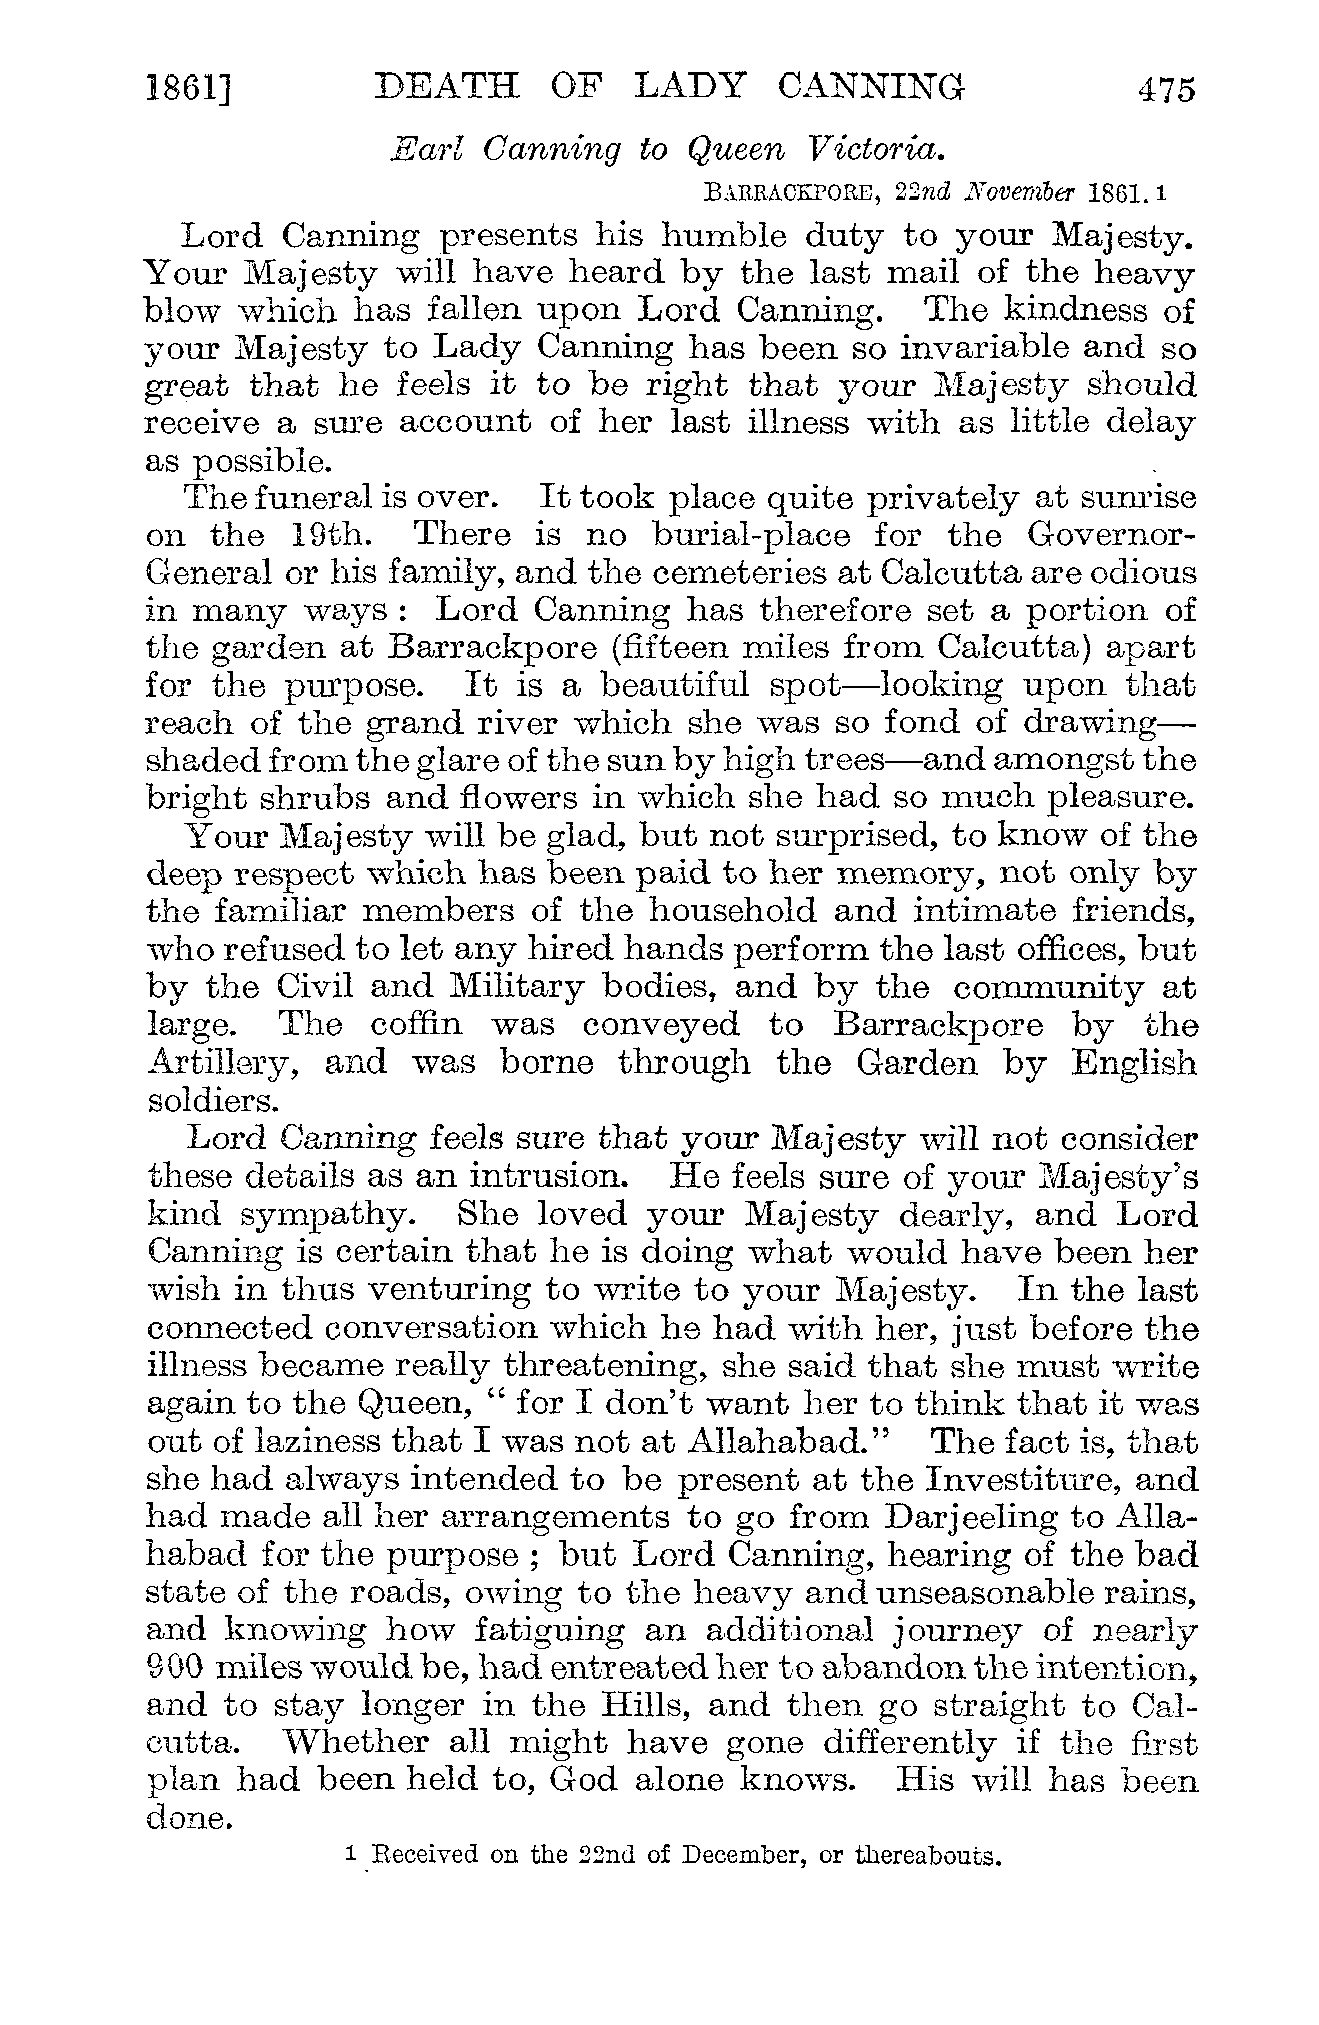 1861] DEATH OF LADY CANNING 475
Earl Canning to Queen Victoria.
BARRACKPORE, 22nd November 1861.1
Lord Canning presents his humble duty to your Majesty.
Your Majesty will have heard by the last mail of the heavy
blow which has fallen upon Lord Canning. The kindness of
your Majesty to Lady Canning has been so invariable and so
great that he feels it to be right that your Majesty should
receive a sure account of her last illness with as little delay
as possible.
The funeral is over. It took place quite privately at sunrise
on the 19th. There is no burial-place for the Governor-
General or his family, and the cemeteries at Calcutta are odious
in many ways : Lord Canning has therefore set a portion of
the garden at Barrackpore (fifteen miles from Calcutta) apart
for the purpose. It is a beautiful spot—looking upon that
reach of the grand river which she was so fond of drawing—
shaded from the glare of the sun by high trees—and amongst the
bright shrubs and flowers in which she had so much pleasure.
Your Majesty will be glad, but not surprised, to know of the
deep respect which has been paid to her memory, not only by
the familiar members of the household and intimate friends,
who refused to let any hired hands perform the last offices, but
by the Civil and Military bodies, and by the community at
large. The coffin was conveyed to Barrackpore by the
Artillery, and was borne through the Garden by English
soldiers.
Lord Canning feels sure that your Majesty will not consider
these details as an intrusion. He feels sure of your Majesty's
kind sympathy. She loved your Majesty dearly, and Lord
Canning is certain that he is doing what would have been her
wish in thus venturing to write to your Majesty. In the last
connected conversation which he had with her, just before the
illness became really threatening, she said that she must write
again to the Queen, “ for I don't want her to think that it was
out of laziness that I was not at Allahabad.” The fact is, that
she had always intended to be present at the Investiture, and
had made all her arrangements to go from Darjeeling to Alla-
habad for the purpose ; but Lord Canning, hearing of the bad
state of the roads, owing to the heavy and unseasonable rains,
and knowing how fatiguing an additional journey of nearly
900 miles would be, had entreated her to abandon the intention,
and to stay longer in the Hills, and then go straight to Cal-
cutta. Whether all might have gone differently if the first
plan had been held to, God alone knows. His will has been
done.
1 Received on the 22nd of December, or thereabouts.